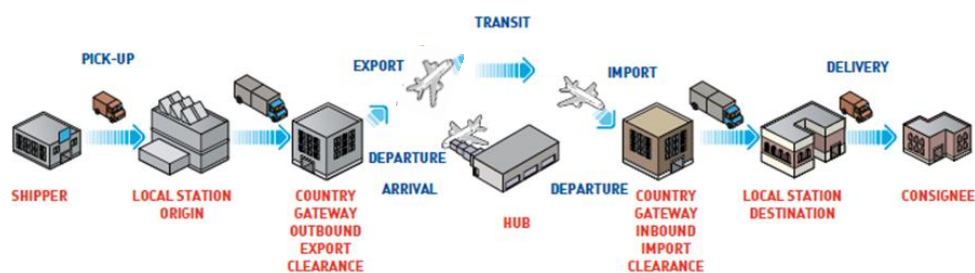 TRANSIT
PICK-UP
EXPORT
IMPORT
DELIVERY
DEPARTURE
ARRIVAL
DEPARTURE
SHIPPER
LOCAL STATION
ORIGIN
COUNTRY
GATEWAY
OUTBOUND
EXPORT
CLEARANCE
HUB
COUNTRY
GATEWAY
INBOUND
IMPORT
CLEARANCE
LOCAL STATION
DESTINATION
CONSIGNEE